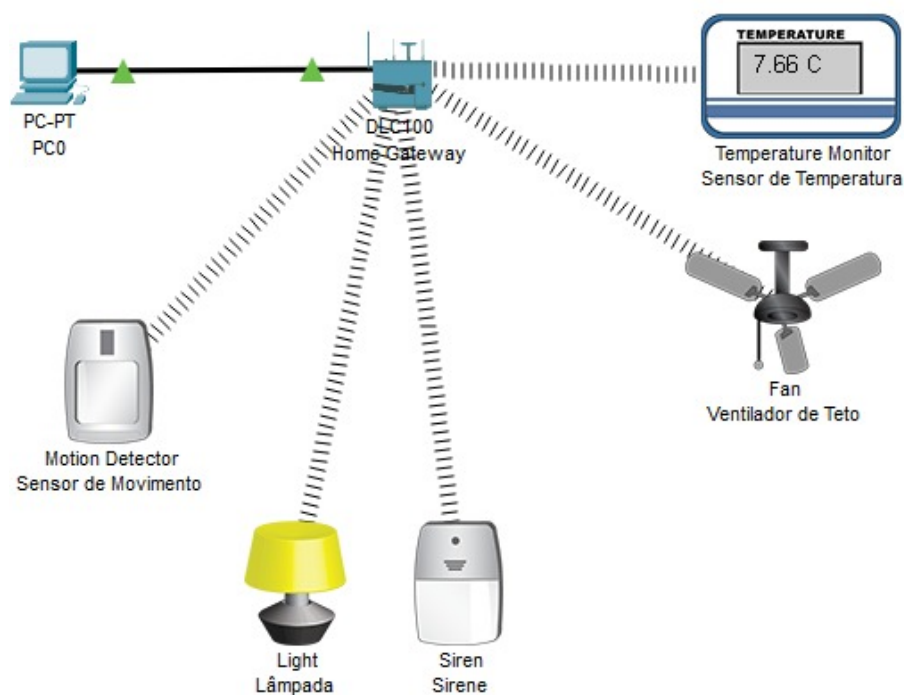 PC-PT
PC0
DLC100
Home Gateway
TEMPERATURE
7.66 C
Temperature Monitor
Sensor de Temperatura
Fan
Ventilador de Teto
Motion Detector
Sensor de Movimento
Light
Lâmpada
Siren
Sirene